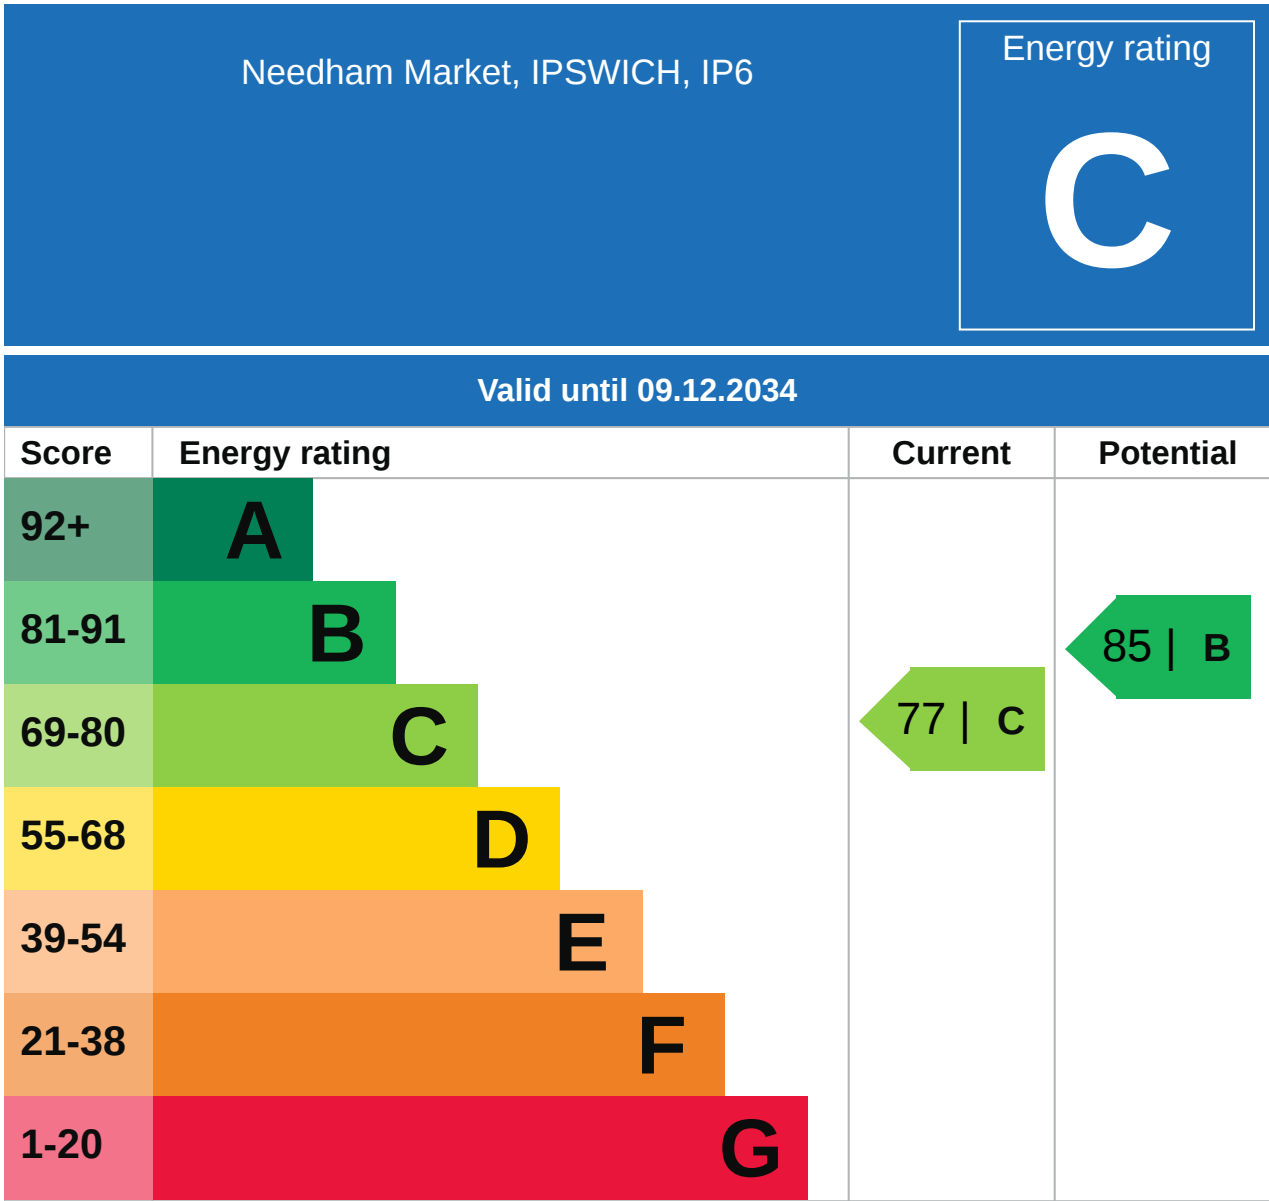 Needham Market, IPSWICH, IP6
Energy rating
C
Valid until 09.12.2034
Score Energy rating Current Potential
92+ A
81-91 B
85 | B
69-80 C
77 | C
55-68 D
39-54 E
21-38 F
1-20 G